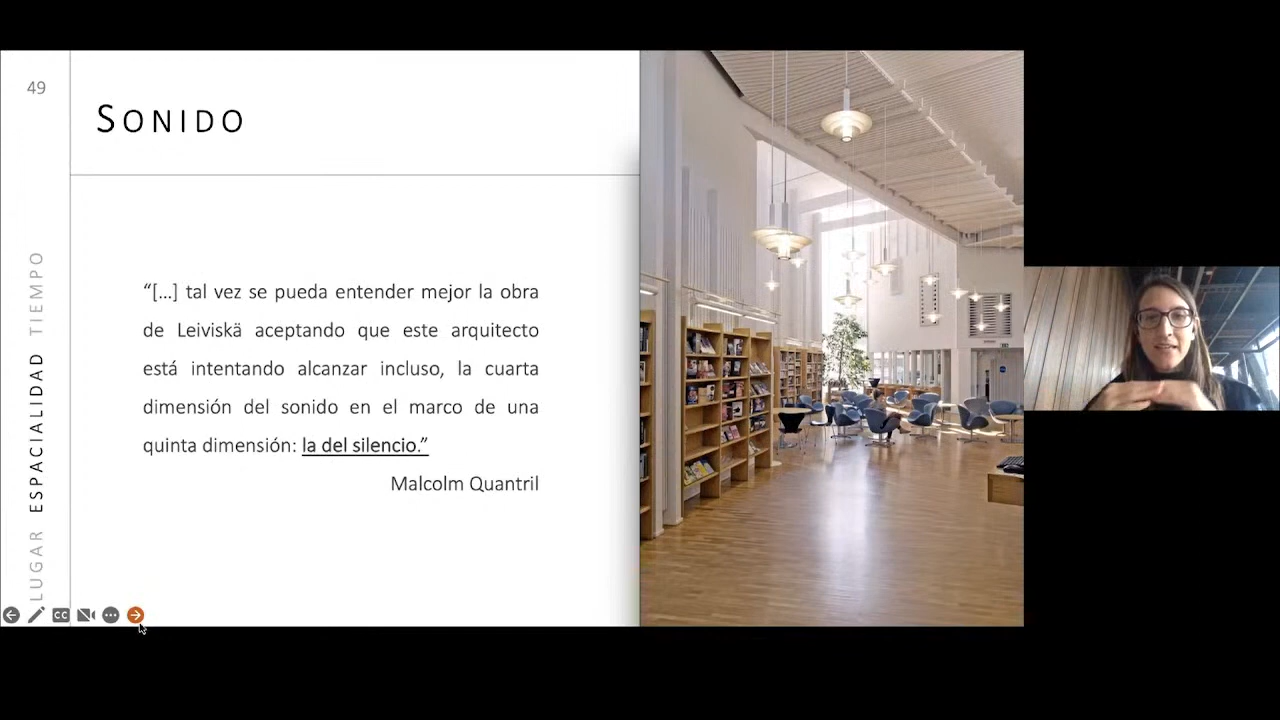 49
SONIDO
“[...] tal vez se pueda entender mejor la obra
de Leiviskä aceptando que este arquitecto
está intentando alcanzar incluso, la cuarta
dimensión del sonido en el marco de una
quinta dimensión: la del silencio.”
Malcolm Quantril
LUGAR ESPACIALIDAD TIEMPO
CC